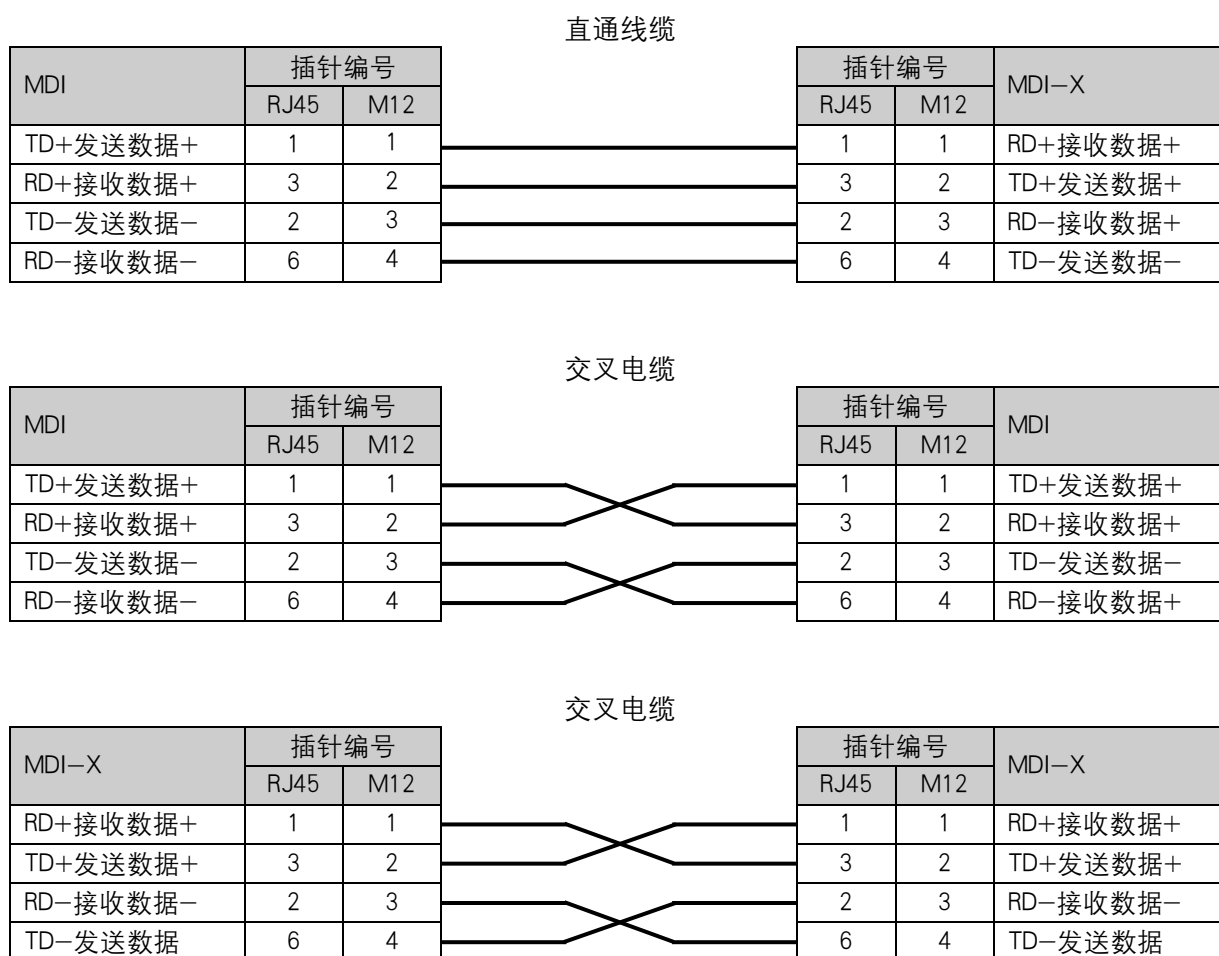 直通线缆
MDI 插针编号 插针编号 MDI-X
RJ45 M12 RJ45 M12
TD+发送数据+ 1 1 1 1 RD+接收数据+
RD+接收数据+ 3 2 3 2 TD+发送数据+
TD-发送数据- 2 3 2 3 RD-接收数据+
RD-接收数据- 6 4 6 4 TD-发送数据-
交叉电缆
MDI 插针编号 插针编号 MDI
RJ45 M12 RJ45 M12
TD+发送数据+ 1 1 1 1 TD+发送数据+
RD+接收数据+ 3 2 3 2 RD+接收数据+
TD-发送数据- 2 3 2 3 TD-发送数据-
RD-接收数据- 6 4 6 4 RD-接收数据+
交叉电缆
MDI-X 插针编号 插针编号 MDI-X
RJ45 M12 RJ45 M12
RD+接收数据+ 1 1 1 1 RD+接收数据+
TD+发送数据+ 3 2 3 2 TD+发送数据+
RD-接收数据- 2 3 2 3 RD-接收数据-
TD-发送数据 6 4 6 4 TD-发送数据